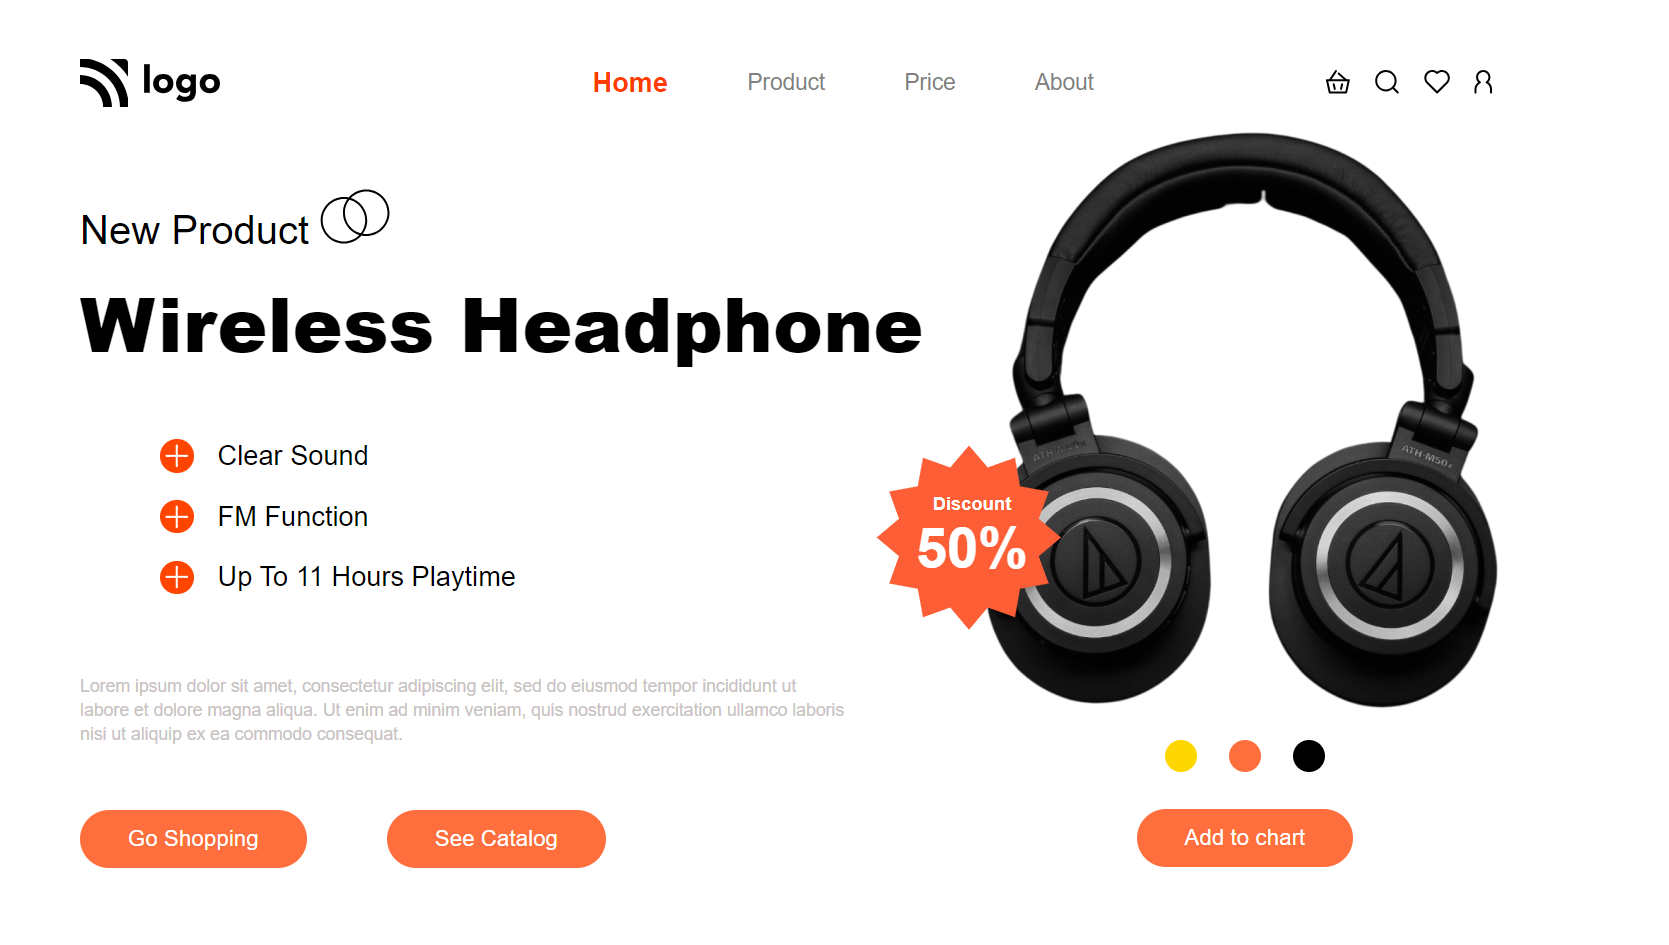 logo
Home
Product
Price
About
New Product
Wireless Headphone
Clear Sound
FM Function
Up To 11 Hours Playtime
ATH-M50x
ATH-M50x
Discount
50%
Lorem ipsum dolor sit amet, consectetur adipiscing elit, sed do eiusmod tempor incididunt ut
labore et dolore magna aliqua. Ut enim ad minim veniam, quis nostrud exercitation ullamco laboris
nisi ut aliquip ex ea commodo consequat.
Go Shopping
See Catalog
Add to chart